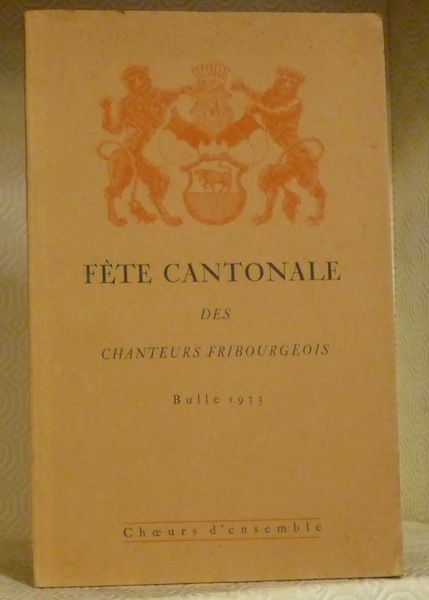 FÊTE CANTONALE
DES
CHANTEURS FRIBOURGEOIS
Bulle 1933
Chœurs d'ensemble